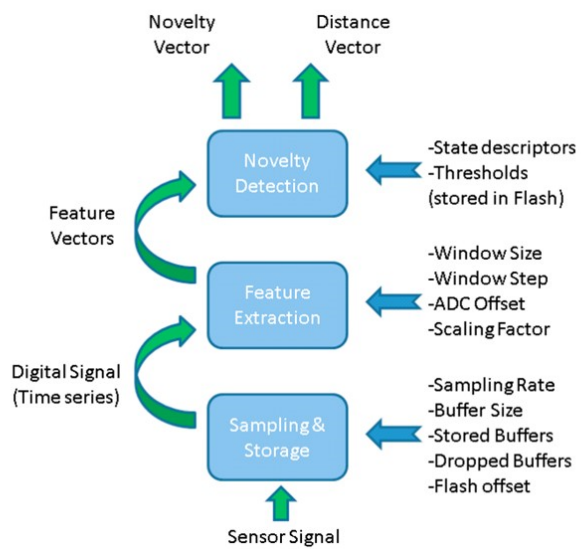 Novelty
Vector
Distance
Vector
Novelty
Detection
-State descriptors
-Thresholds
(stored in Flash)
Feature
Vectors
Feature
Extraction
-Window Size
-Window Step
-ADC Offset
-Scaling Factor
Digital Signal
(Time series)
Sampling &
Storage
-Sampling Rate
-Buffer Size
-Stored Buffers
-Dropped Buffers
-Flash offset
Sensor Signal